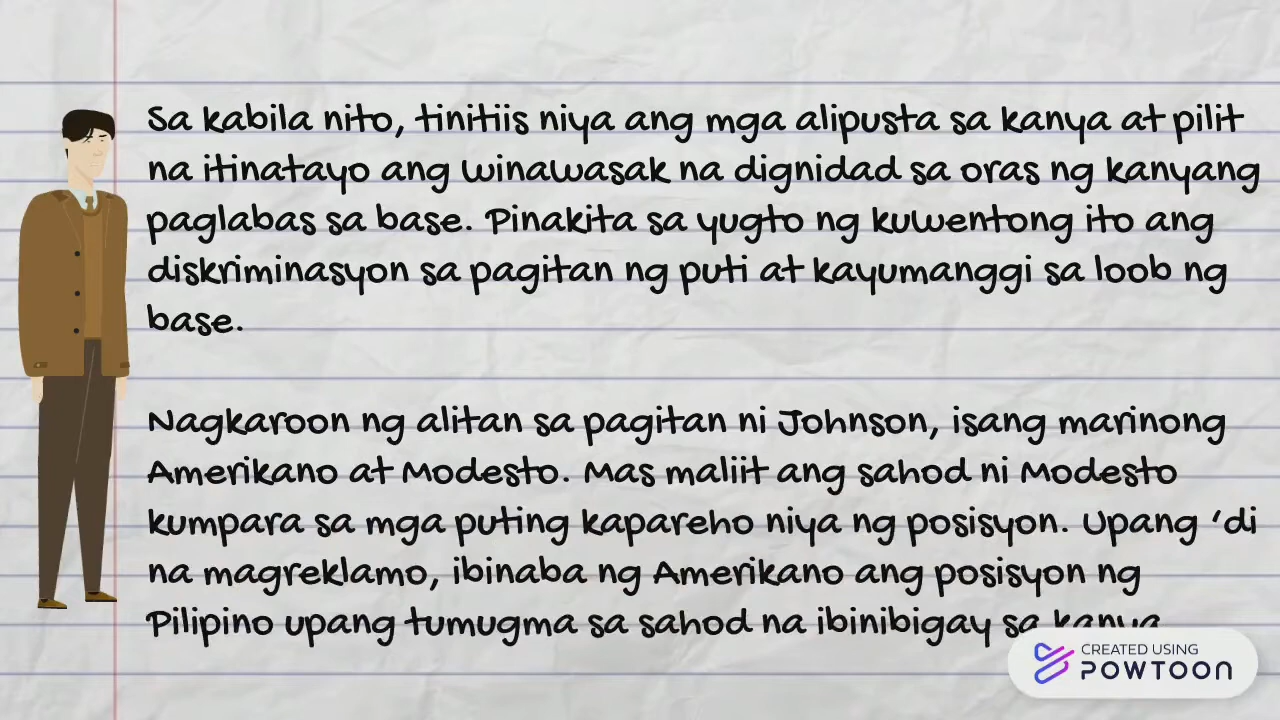 Sa kabila nito, tinitiis niya ang mga alipusta sa kanya at pilit
na itinatayo ang winawasak na dignidad sa oras ng kanyang
paglabas sa base. Pinakita sa yugto ng kuwentong ito ang
diskriminasyon sa pagitan ng puti at kayumanggi sa loob ng
base.
Nagkaroon ng alitan sa pagitan ni Johnson, isang marinong
Amerikano at Modesto. Mas maliit ang sahod ni Modesto
kumpara sa mga puting kapareho niya ng posisyon. Upang ‘di
na magreklamo, ibinaba ng Amerikano ang posisyon ng
Pilipino upang tumugma sa sahod na ibinibigay sa kanya
CREATED USING
POWTOON